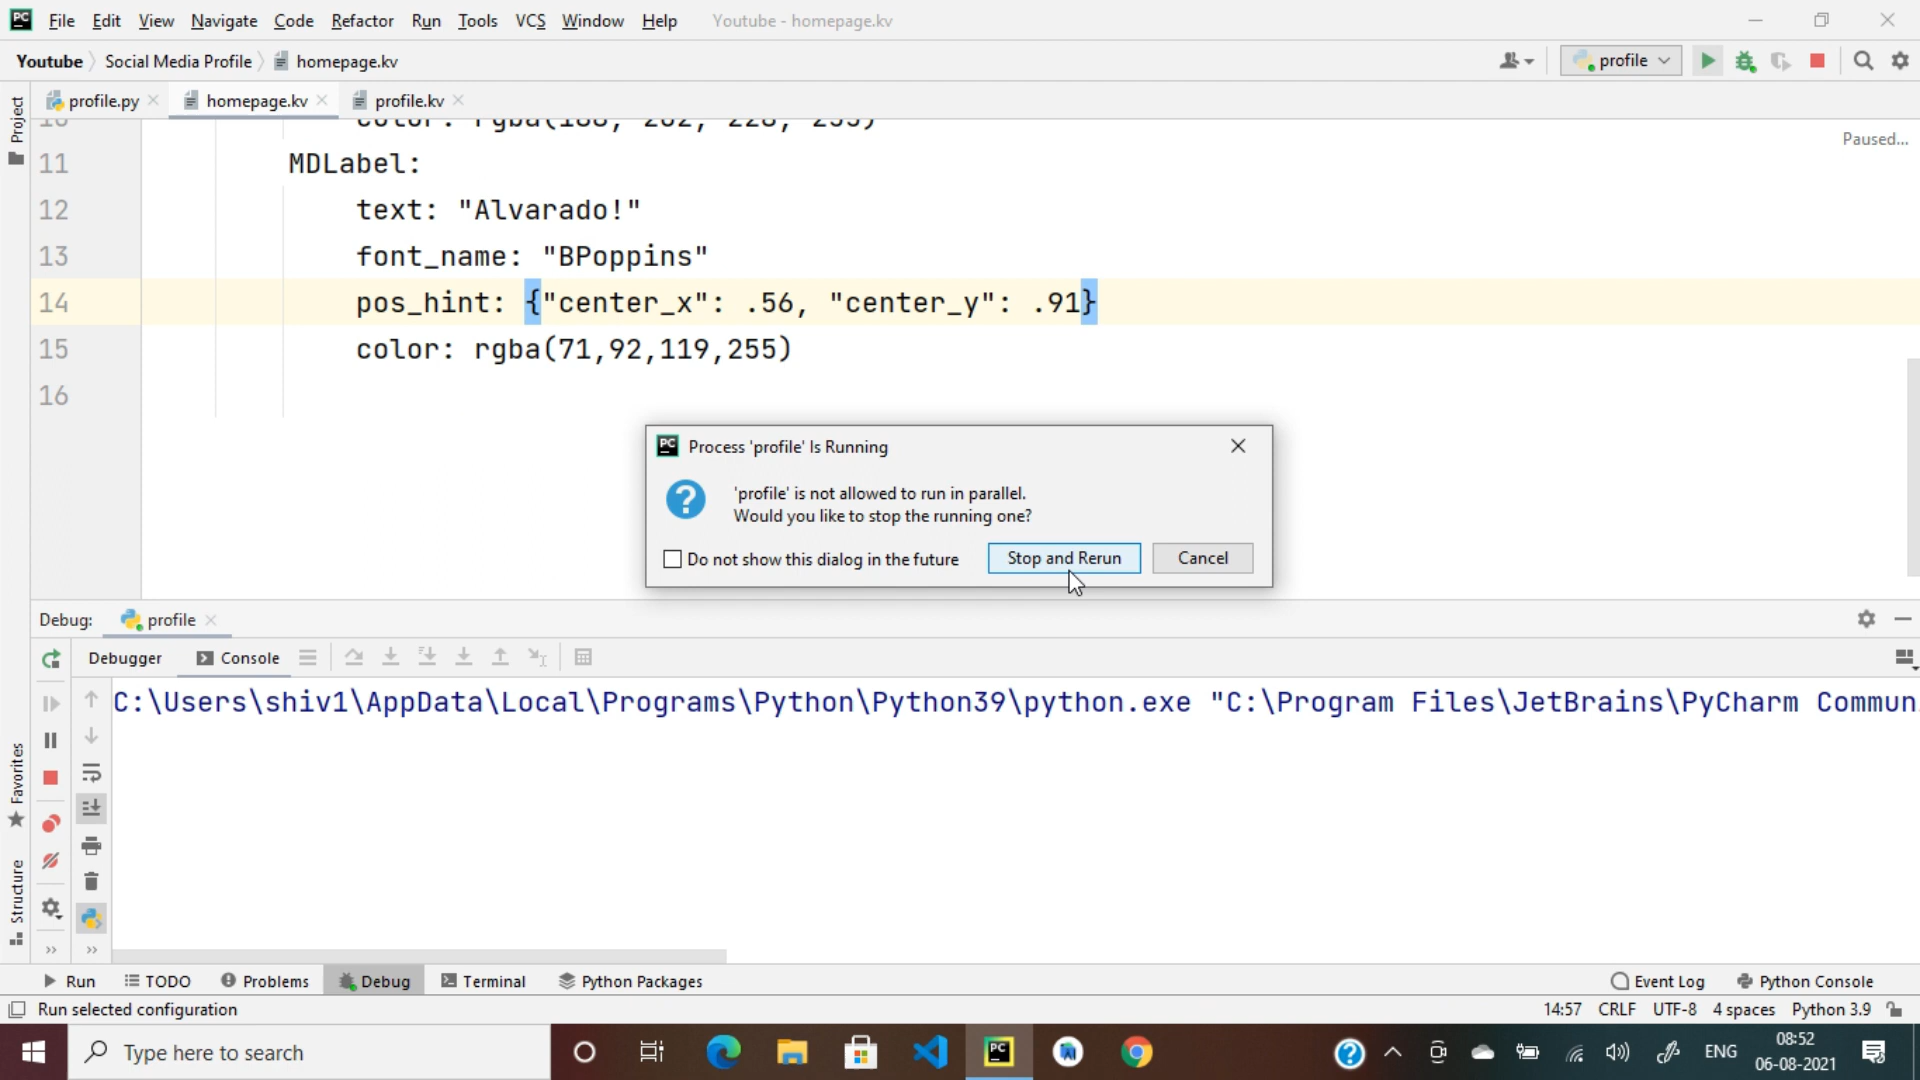 File Edit View Navigate Code Refactor Run Tools VCS Window Help Youtube - homepage.kv
Youtube Social Media Profile homepage.kv profile
profile.py homepage.kv profile.kv
Project
Paused...
11 MDLabel:
12 text: "Alvarado!"
13 font_name: "BPoppins"
14 pos_hint: {"center_x": .56, "center_y": .91}
15 color: rgba(71,92,119,255)
16
Process 'profile' Is Running
'profile' is not allowed to run in parallel.
Would you like to stop the running one?
Do not show this dialog in the future Stop and Rerun Cancel
Debug: profile
Debugger Console
C:\Users\shiv1\AppData\Local\Programs\Python\Python39\python.exe "C:\Program Files\JetBrains\PyCharm Commun
Favorites
Structure
Run TODO Problems Debug Terminal Python Packages Event Log Python Console
Run selected configuration 14:57 CRLF UTF-8 4 spaces Python 3.9
Type here to search ENG 08:52
06-08-2021